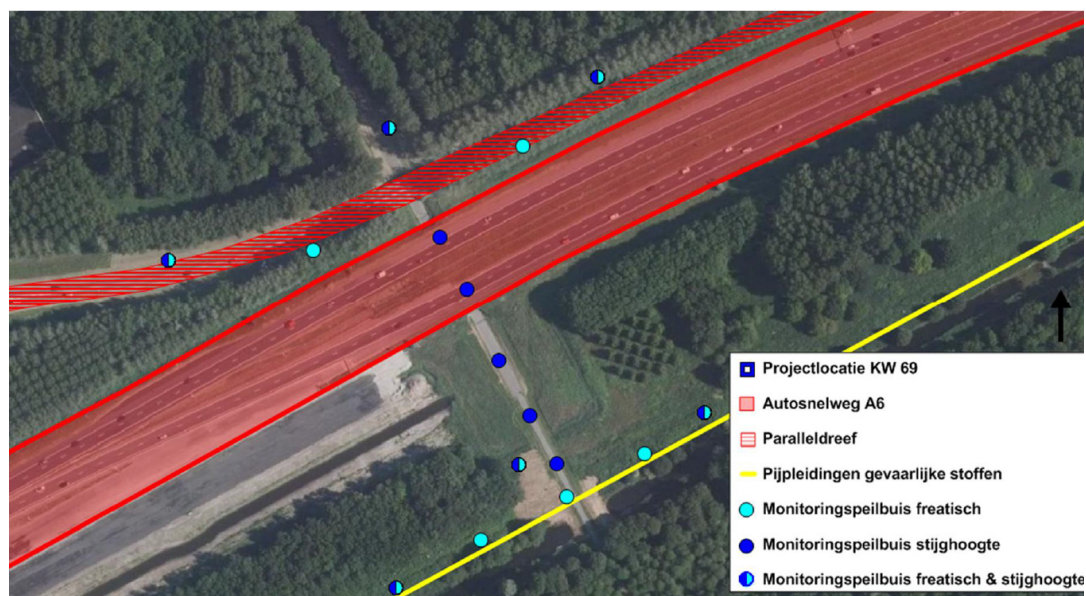 Projectlocatie KW 69
Autosnelweg A6
Paralleldreef
Pijpleidingen gevaarlijke stoffen
Monitoringspeilbuis freatisch
Monitoringspeilbuis stijghoogte
Monitoringspeilbuis freatisch & stijghoogte